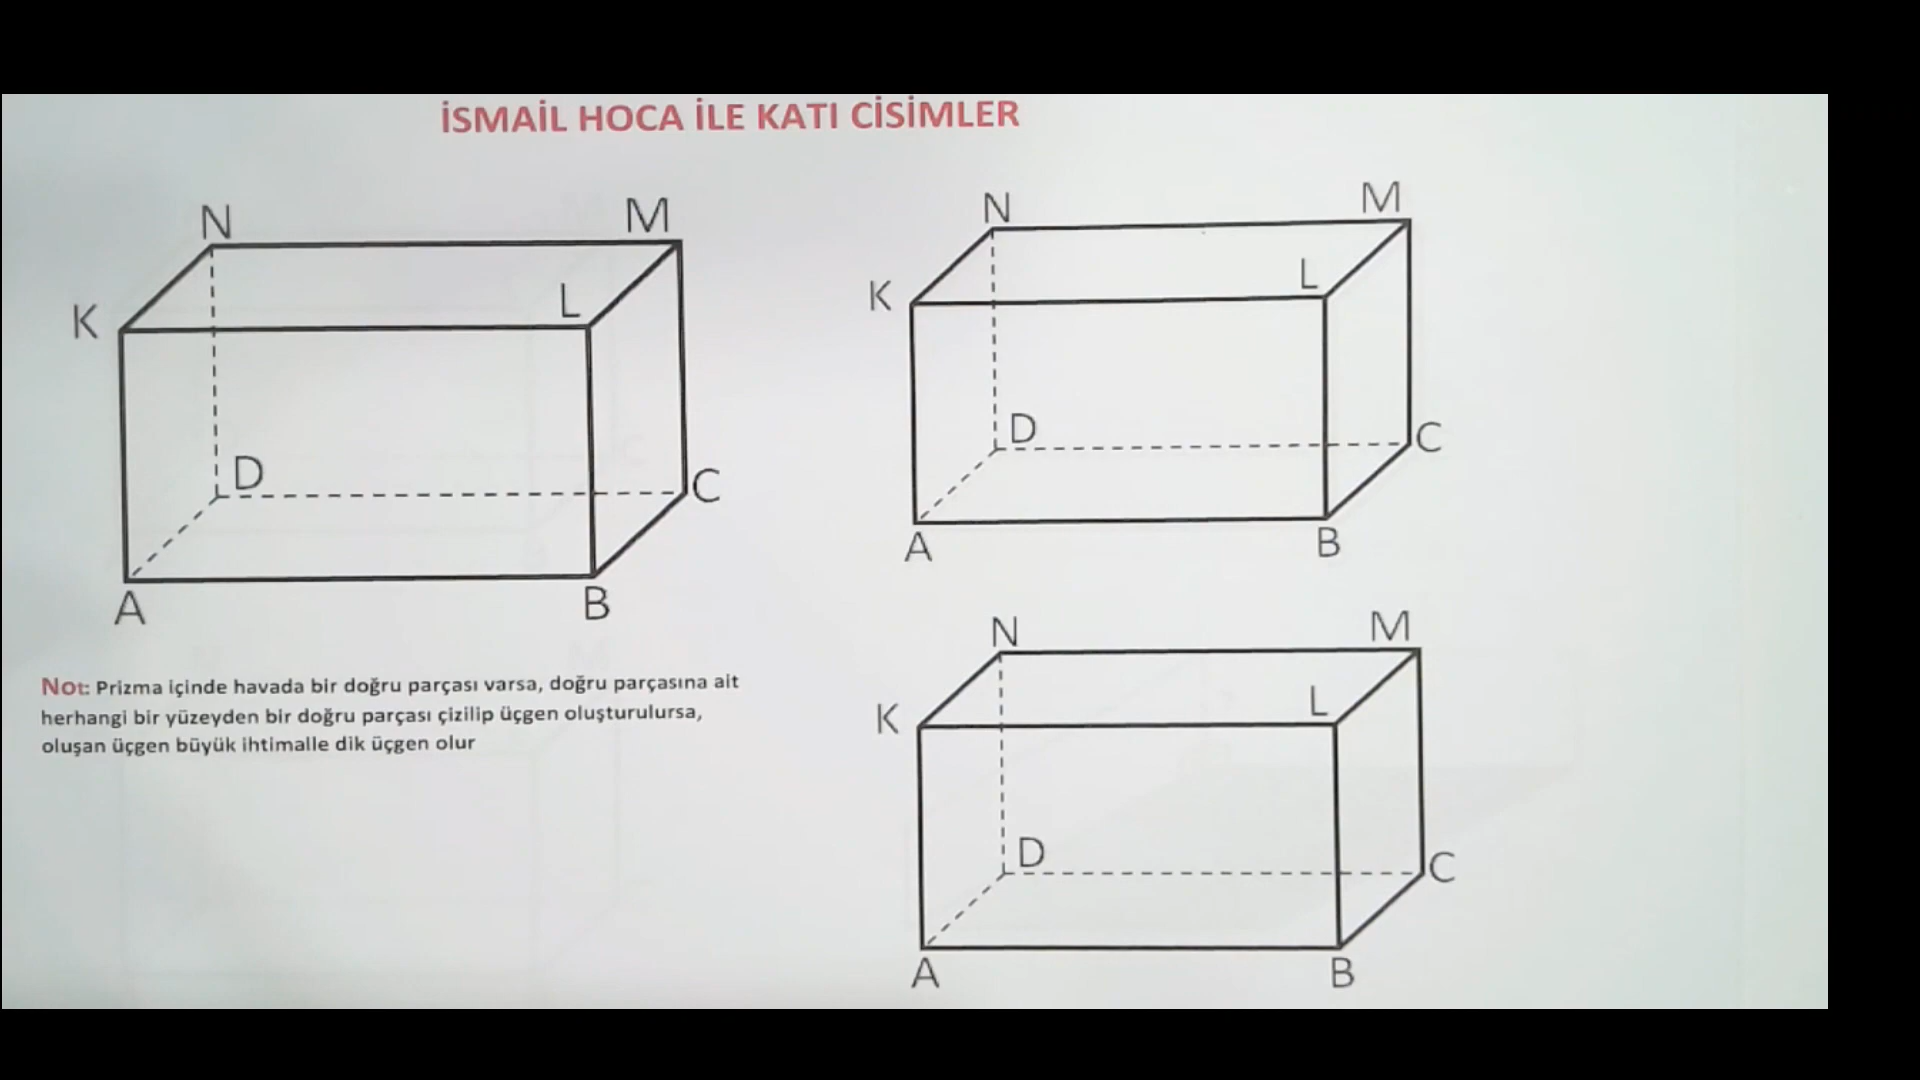 İSMAİL HOCA İLE KATI CİSİMLER
N
M
K
L
D
C
A
B
N
M
K
L
D
C
A
B
Not: Prizma içinde havada bir doğru parçası varsa, doğru parçasına ait
herhangi bir yüzeyden bir doğru parçası çizilip üçgen oluşturulursa,
oluşan üçgen büyük ihtimalle dik üçgen olur
N
M
K
L
D
C
A
B